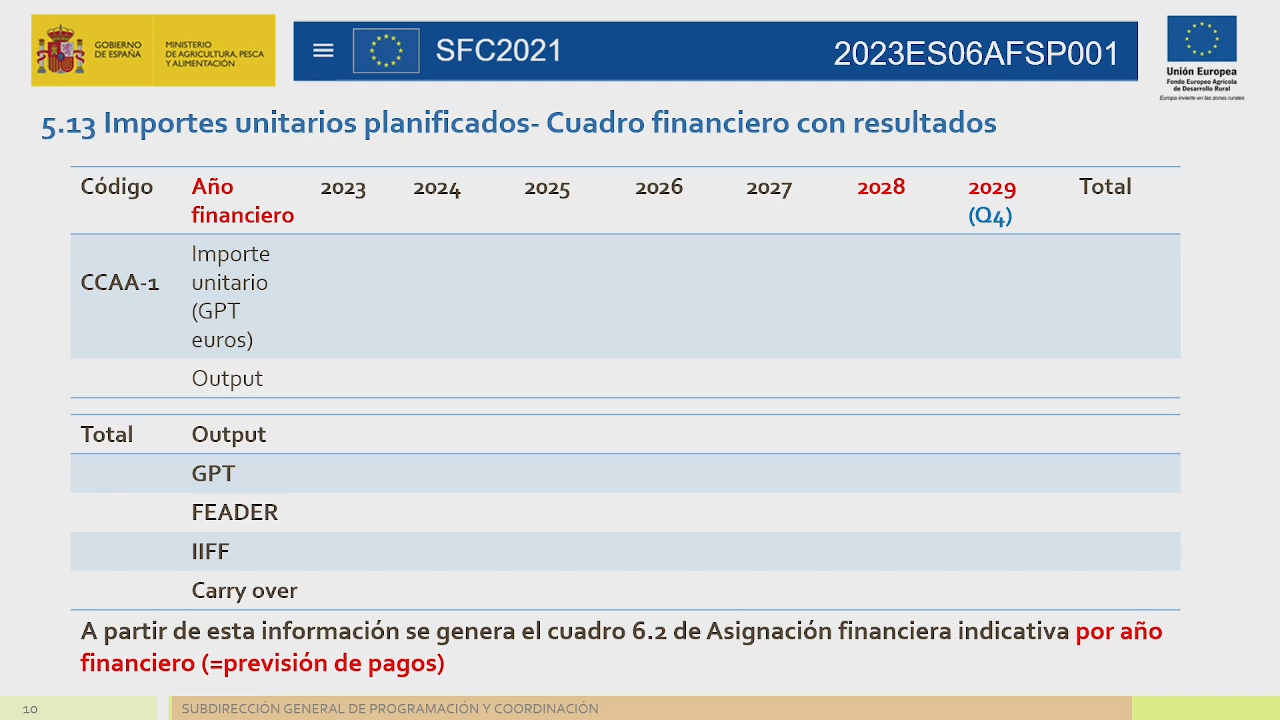 GOBIERNO
DE ESPAÑA
MINISTERIO
DE AGRICULTURA, PESCA
Y ALIMENTACIÓN
SFC2021
2023ES06AFSP001
Unión Europea
Fondo Europeo Agrícola
de Desarrollo Rural
Europa invierte en las zonas rurales
5.13 Importes unitarios planificados- Cuadro financiero con resultados
Código Año financiero 2023 2024 2025 2026 2027 2028 2029 (Q4) Total
CCAA-1 Importe
unitario
(GPT
euros)
Output
Total Output
GPT
FEADER
IIFF
Carry over
A partir de esta información se genera el cuadro 6.2 de Asignación financiera indicativa por año
financiero (=previsión de pagos)
10 SUBDIRECCIÓN GENERAL DE PROGRAMACIÓN Y COORDINACIÓN